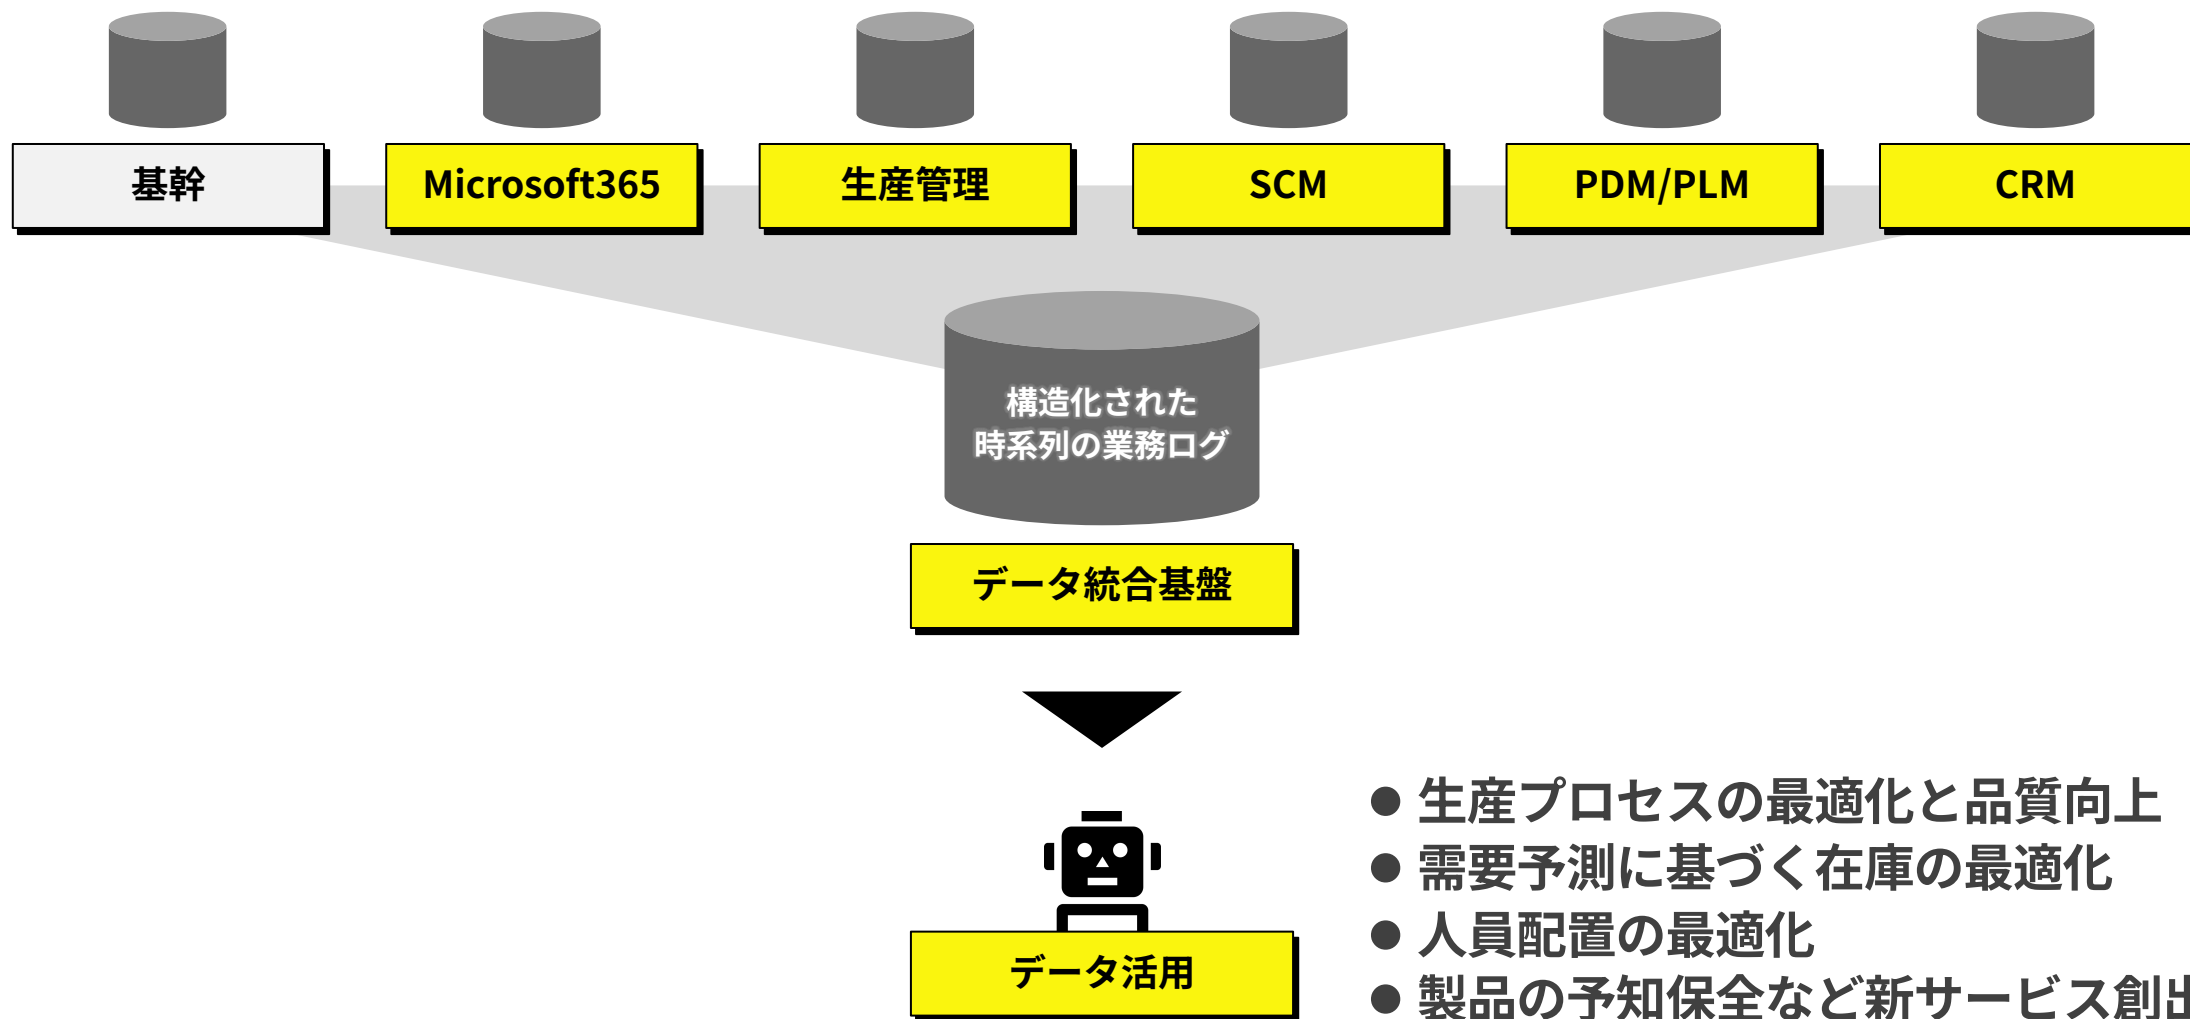 基幹
Microsoft365
生産管理
SCM
PDM/PLM
CRM
構造化された
時系列の業務ログ
データ統合基盤
データ活用
● 生産プロセスの最適化と品質向上
● 需要予測に基づく在庫の最適化
● 人員配置の最適化
● 製品の予知保全など新サービス創出